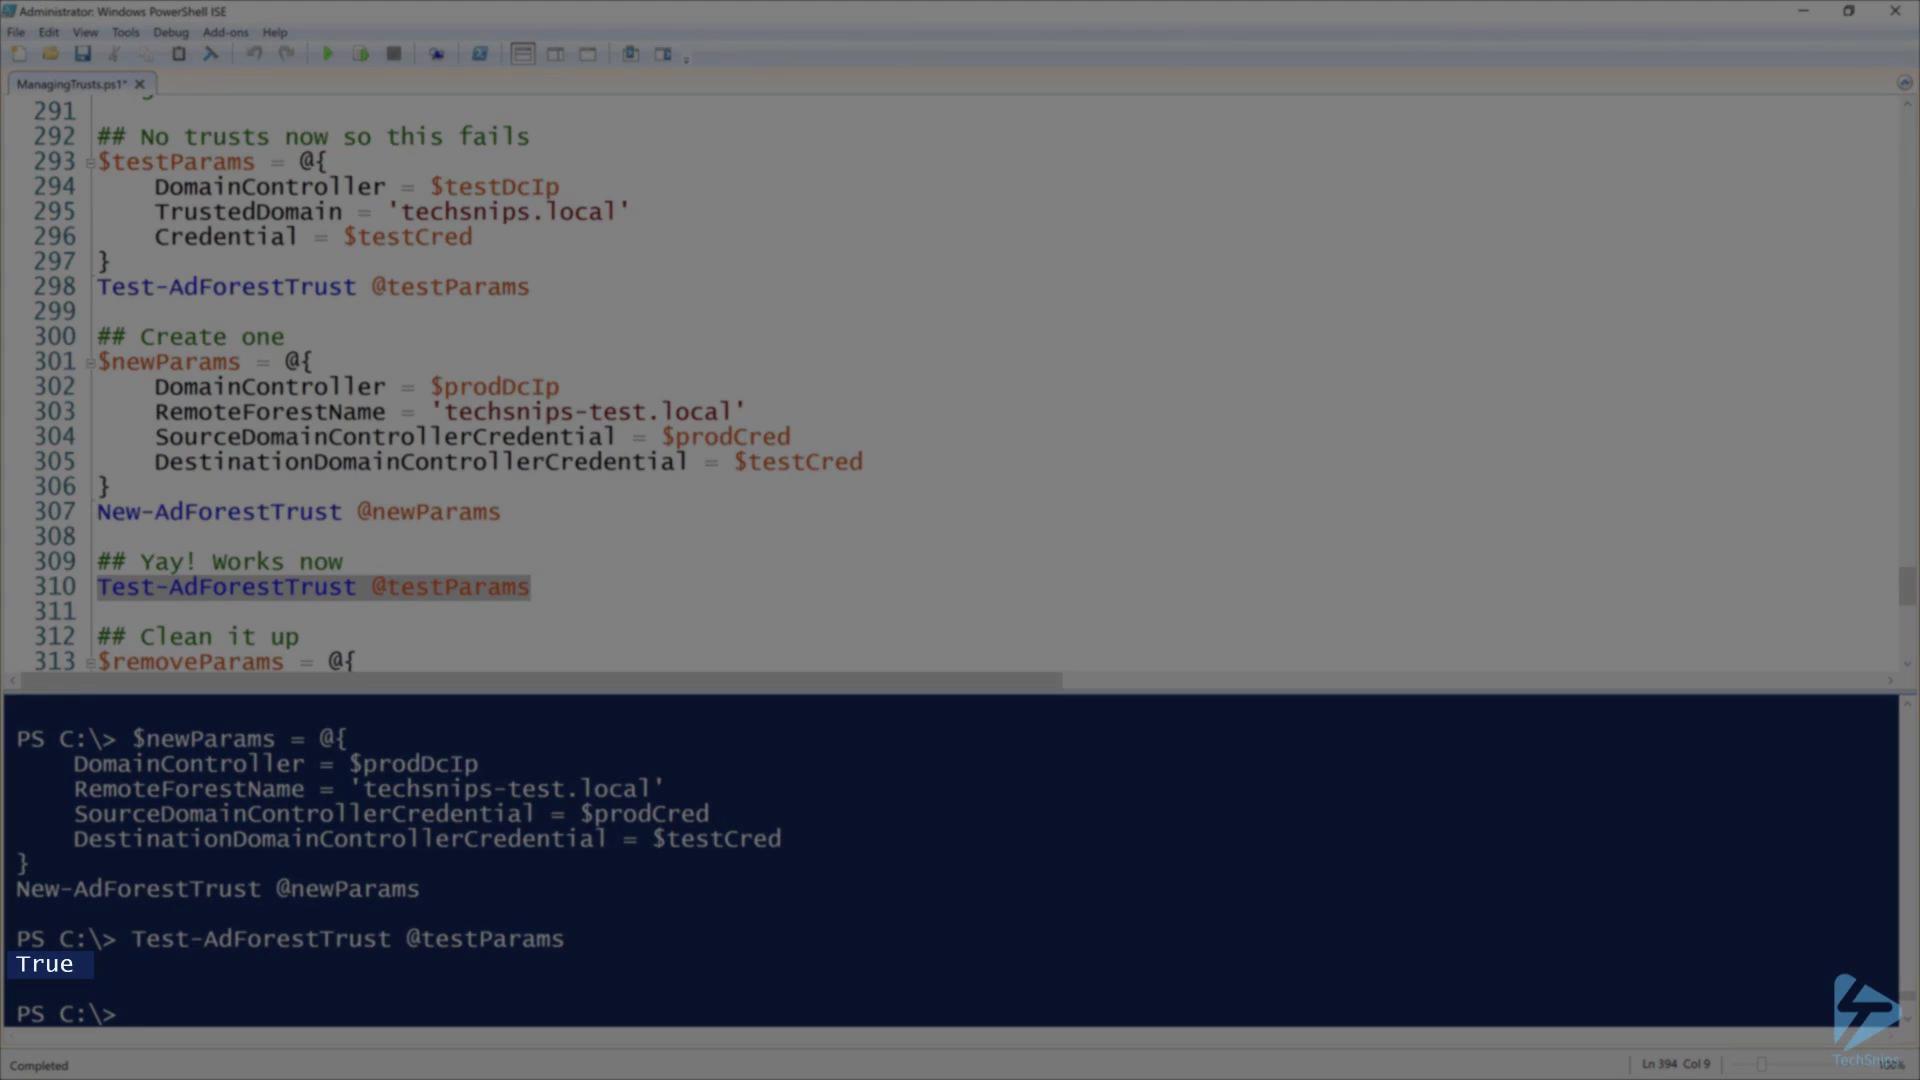 Administrator: Windows PowerShell ISE
File Edit View Tools Debug Add-ons Help
ManagingTrusts.ps1*
291
292 ## No trusts now so this fails
293 $testParams = @{
294 DomainController = $testDcIp
295 TrustedDomain = 'techsnips.local'
296 Credential = $testCred
297 }
298 Test-AdForestTrust @testParams
299
300 ## Create one
301 $newParams = @{
302 DomainController = $prodDcIp
303 RemoteForestName = 'techsnips-test.local'
304 SourceDomainControllerCredential = $prodCred
305 DestinationDomainControllerCredential = $testCred
306 }
307 New-AdForestTrust @newParams
308
309 ## Yay! Works now
310 Test-AdForestTrust @testParams
311
312 ## Clean it up
313 $removeParams = @{
PS C:\> $newParams = @{
DomainController = $prodDcIp
RemoteForestName = 'techsnips-test.local'
SourceDomainControllerCredential = $prodCred
DestinationDomainControllerCredential = $testCred
}
New-AdForestTrust @newParams
PS C:\> Test-AdForestTrust @testParams
True
PS C:\>
Completed
Ln 394 Col 9
TechSnips